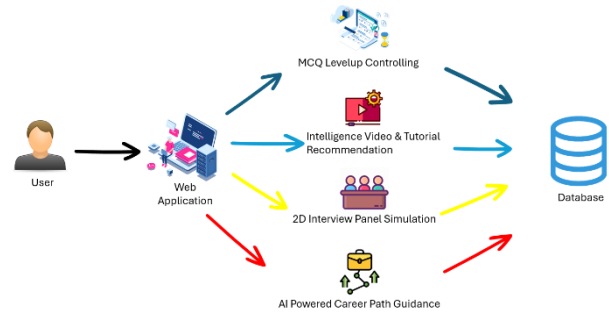 MCQ Levelup Controlling
Intelligence Video & Tutorial
Recommendation
User
Web
Application
Database
2D Interview Panel Simulation
AI Powered Career Path Guidance